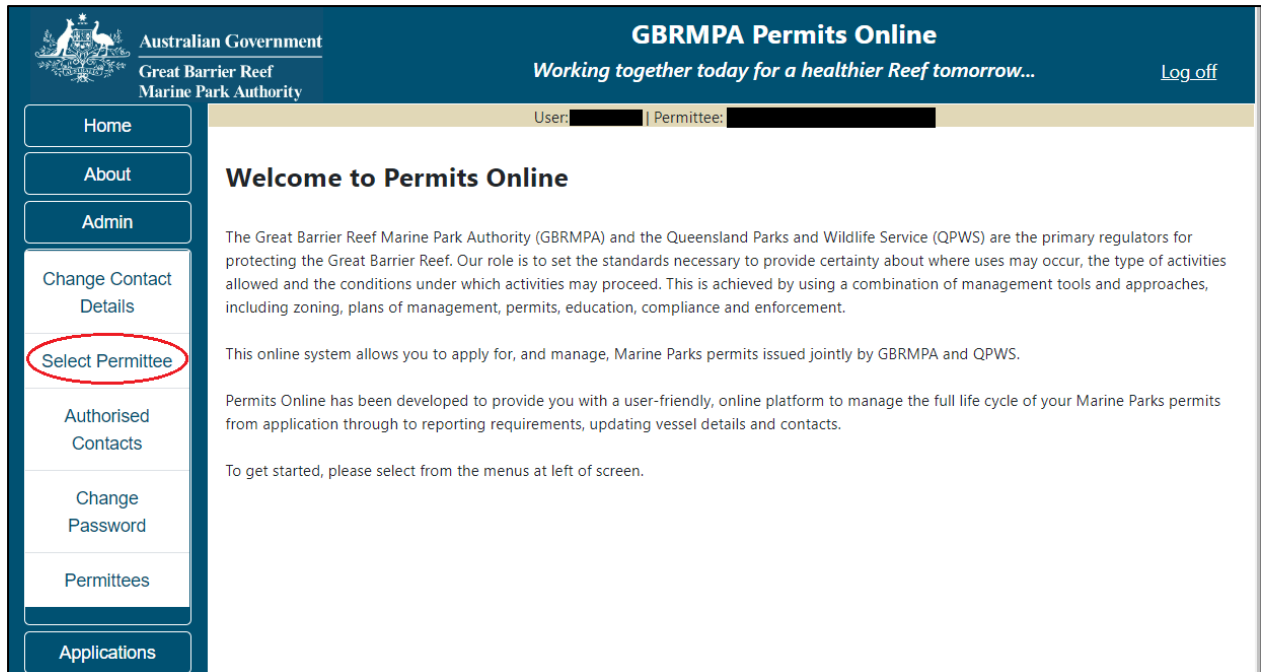 Australian Government
Great Barrier Reef
Marine Park Authority
GBRMPA Permits Online
Working together today for a healthier Reef tomorrow...
Log off
User: | Permittee:
Home
About
Admin
Change Contact
Details
Select Permittee
Authorised
Contacts
Change
Password
Permittees
Applications
Welcome to Permits Online
The Great Barrier Reef Marine Park Authority (GBRMPA) and the Queensland Parks and Wildlife Service (QPWS) are the primary regulators for
protecting the Great Barrier Reef. Our role is to set the standards necessary to provide certainty about where uses may occur, the type of activities
allowed and the conditions under which activities may proceed. This is achieved by using a combination of management tools and approaches,
including zoning, plans of management, permits, education, compliance and enforcement.
This online system allows you to apply for, and manage, Marine Parks permits issued jointly by GBRMPA and QPWS.
Permits Online has been developed to provide you with a user-friendly, online platform to manage the full life cycle of your Marine Parks permits
from application through to reporting requirements, updating vessel details and contacts.
To get started, please select from the menus at left of screen.